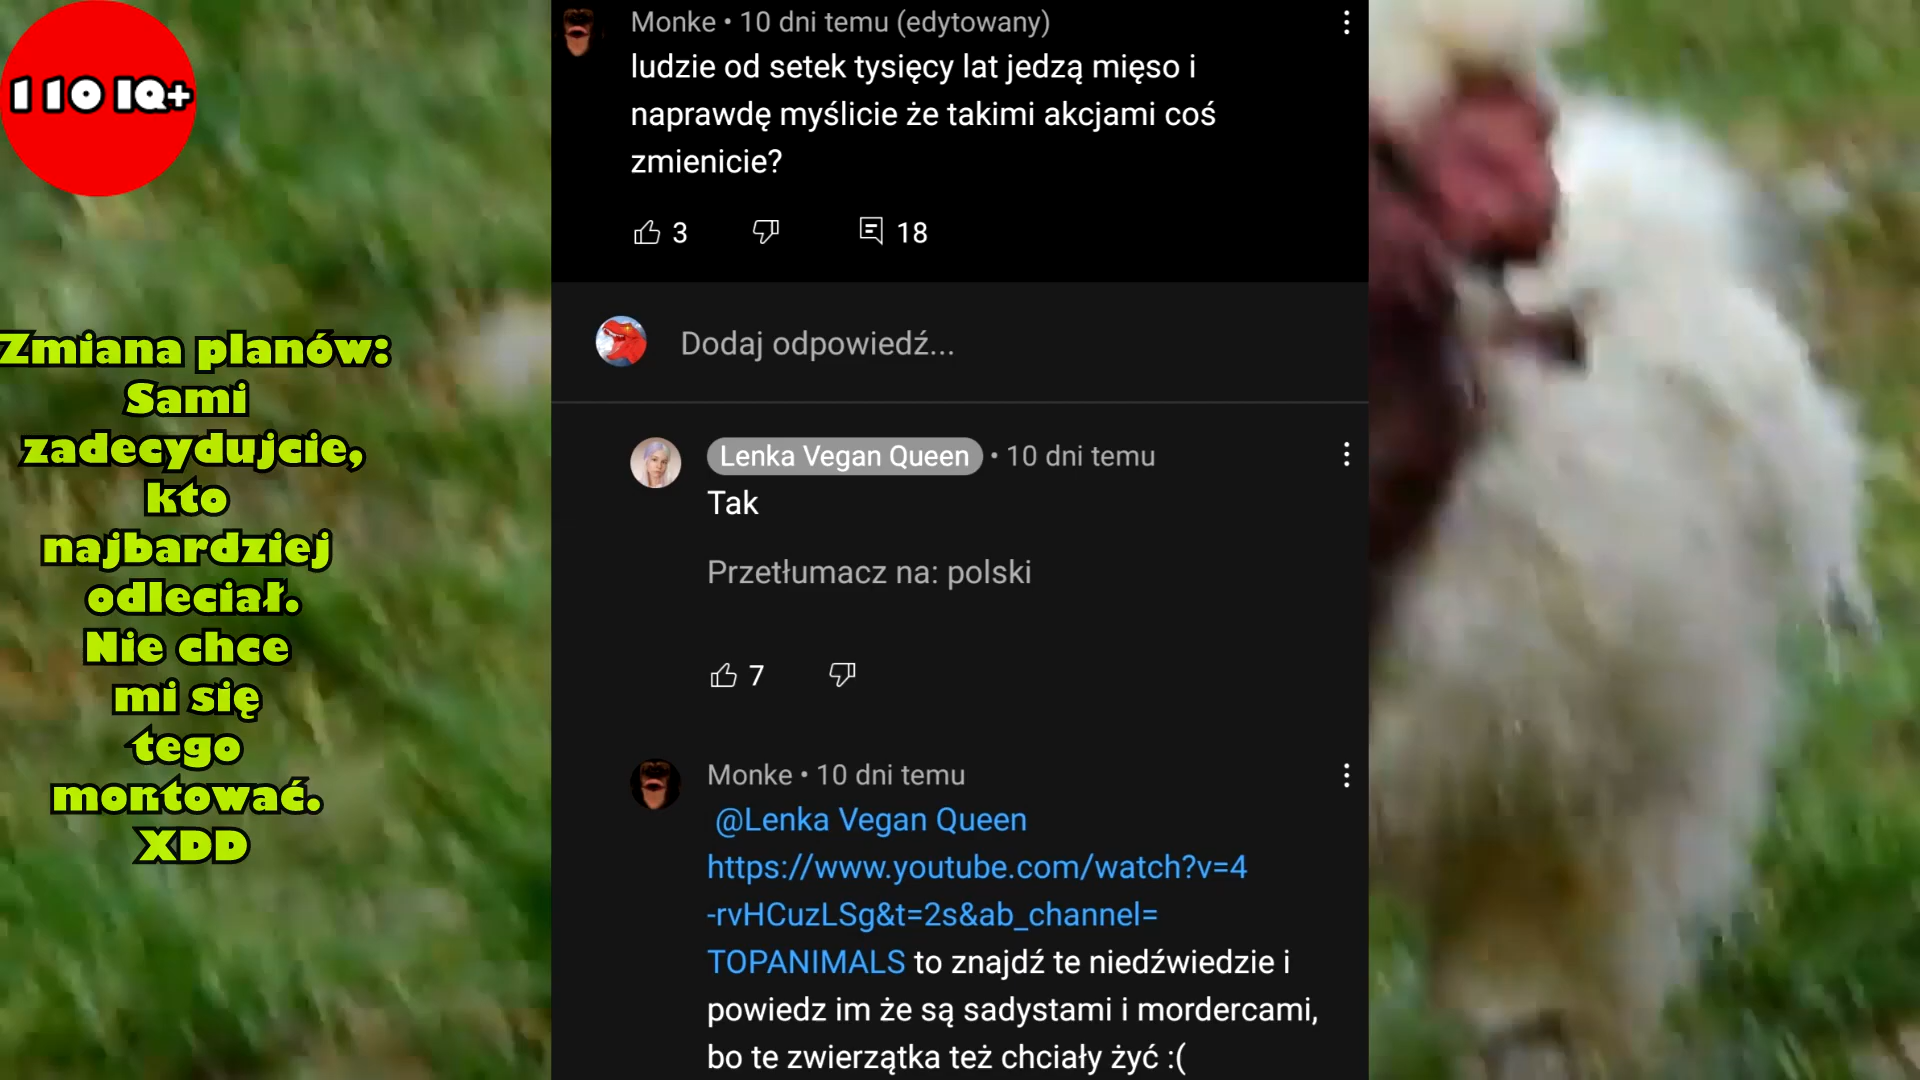 110 IQ+
Zmiana planów:
Sami
zadecydujcie,
kto
najbardziej
odleciał.
Nie chce
mi się
tego
montować.
XDD
Monke • 10 dni temu (edytowany)
ludzie od setek tysięcy lat jedzą mięso i
naprawdę myślicie że takimi akcjami coś
zmienicie?
3 18
Dodaj odpowiedź...
Lenka Vegan Queen • 10 dni temu
Tak
Przetłumacz na: polski
7
Monke • 10 dni temu
@Lenka Vegan Queen
https://www.youtube.com/watch?v=4
-rvHCuzLSg&t=2s&ab_channel=
TOPANIMALS to znajdź te niedźwiedzie i
powiedz im że są sadystami i mordercami,
bo te zwierzątka też chciały żyć :(